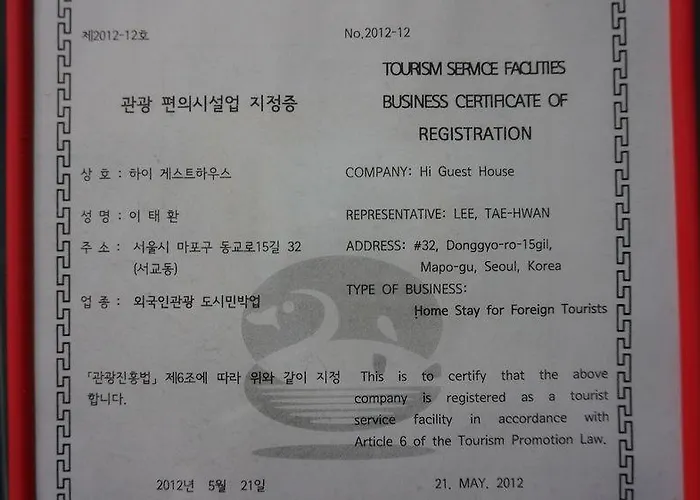 제2012-12호
관광 편의시설업 지정증
상 호 : 하이 게스트하우스
성 명 : 이 태 환
주 소 : 서울시 마포구 동교로15길 32
(서교동)
업 종 : 외국인관광 도시민박업
「관광진흥법」 제6조에 따라 위와 같이 지정
합니다.
2012년 5월 21일
No.2012-12
TOURISM SERVICE FACILITIES
BUSINESS CERTIFICATE OF
REGISTRATION
COMPANY: Hi Guest House
REPRESENTATIVE: LEE, TAE-HWAN
ADDRESS: #32, Donggyo-ro-15gil,
Mapo-gu, Seoul, Korea
TYPE OF BUSINESS:
Home Stay for Foreign Tourists
This is to certify that the above
company is registered as a tourist
service facility in accordance with
Article 6 of the Tourism Promotion Law.
21. MAY. 2012